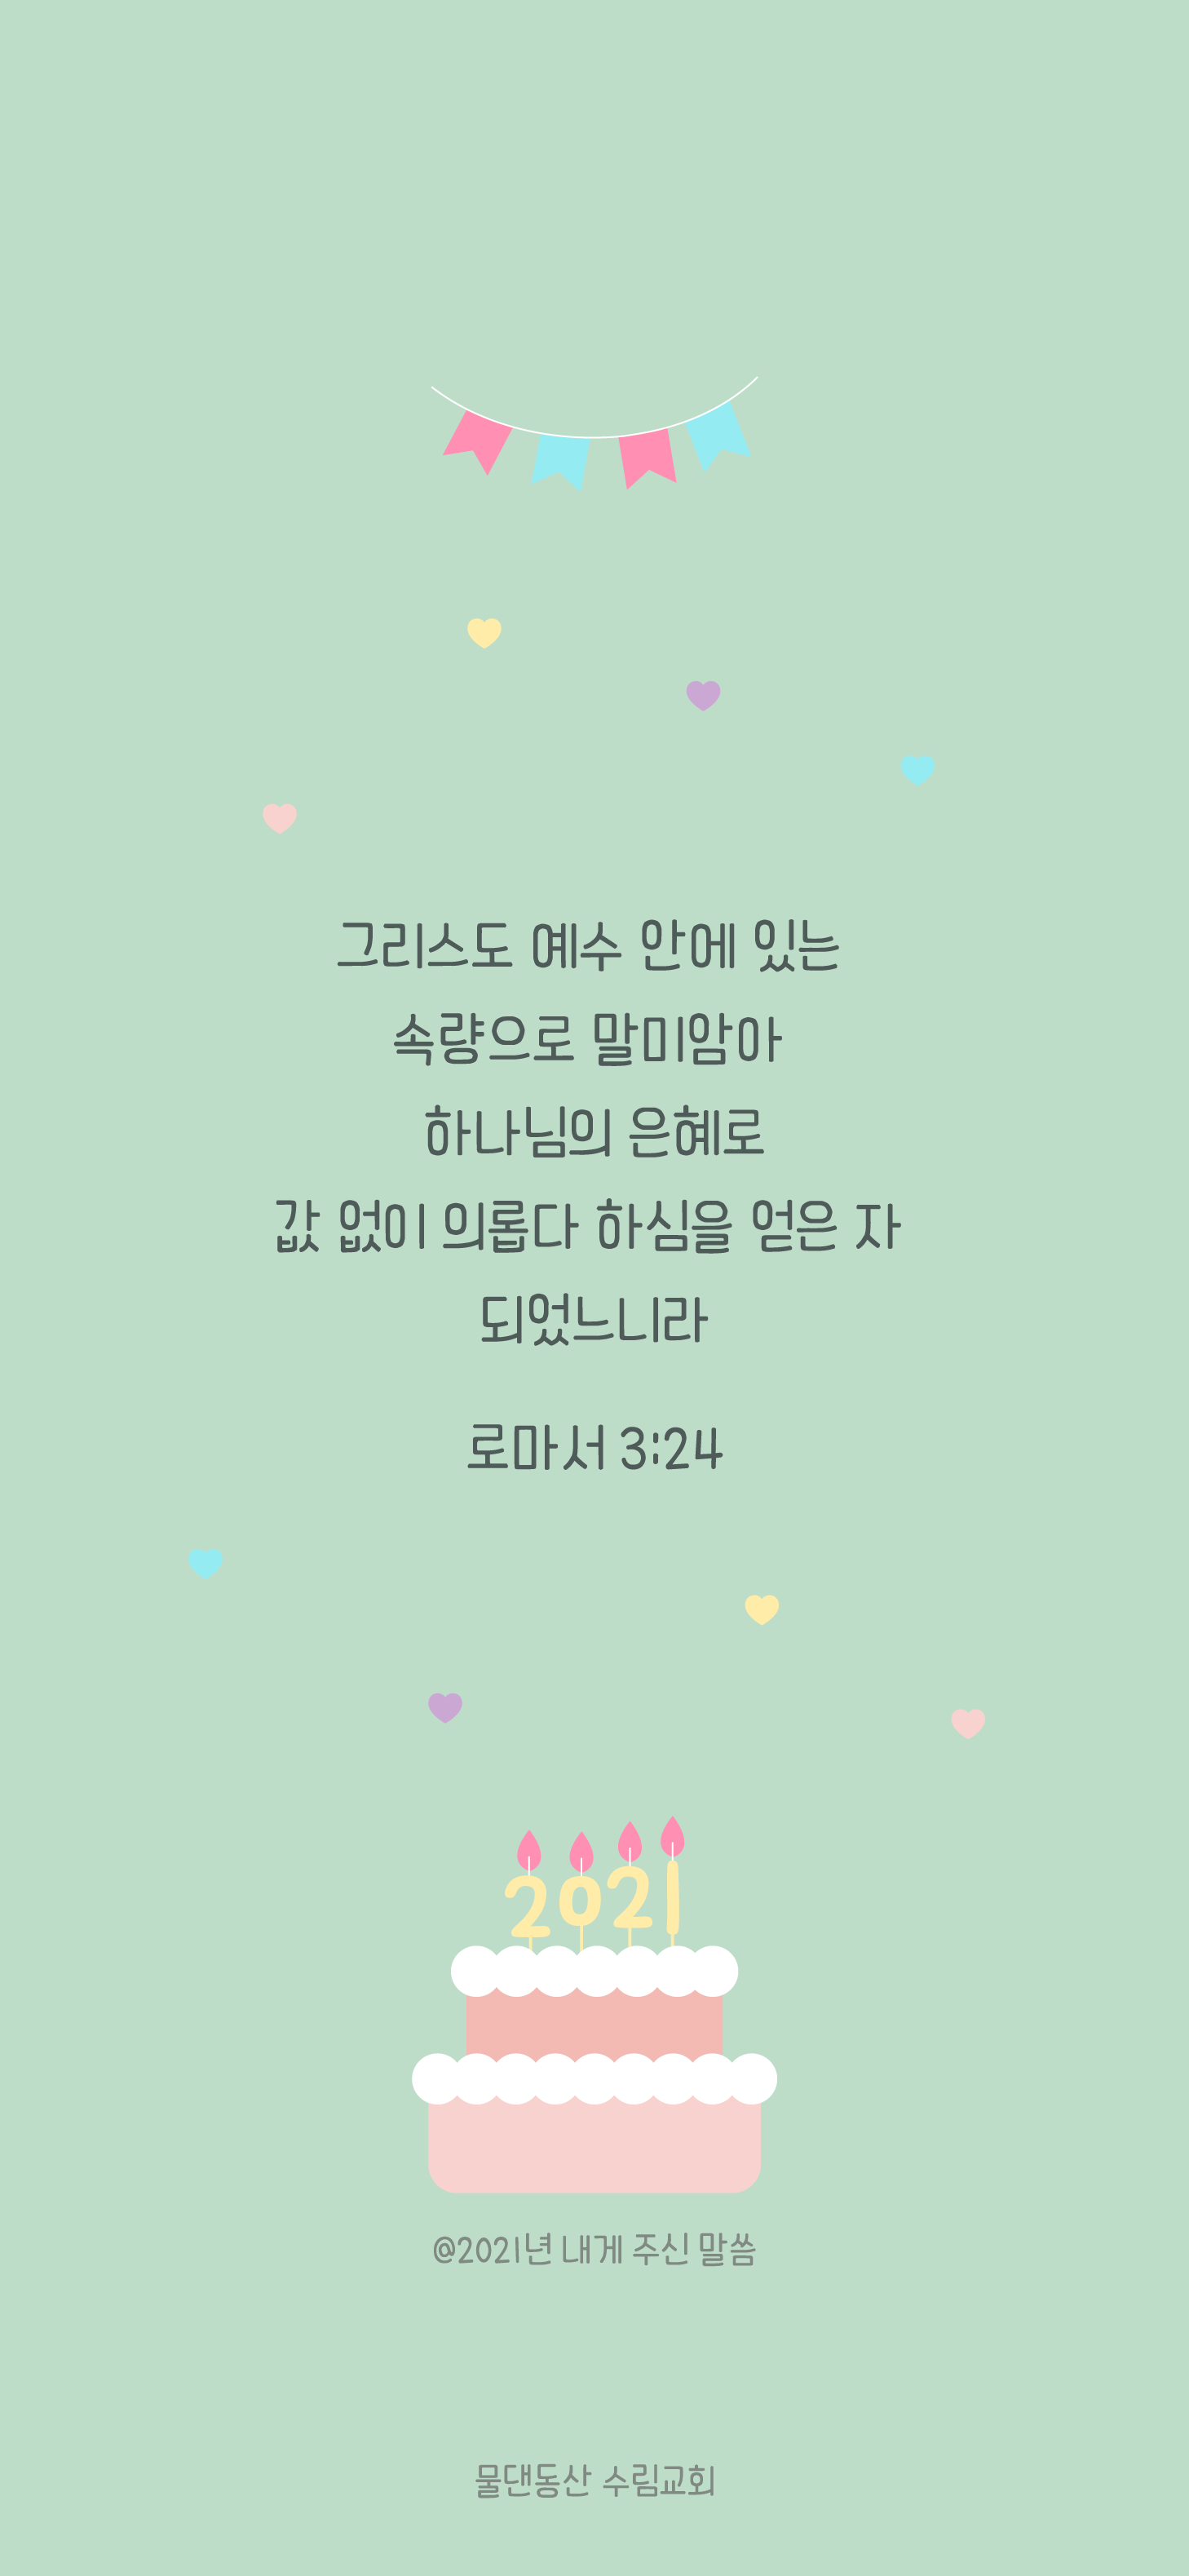 그리스도 예수 안에 있는
속량으로 말미암아
하나님의 은혜로
값 없이 의롭다 하심을 얻은 자
되었느니라
로마서 3:24
2021
@2021년 내게 주신 말씀
물댄동산 수림교회